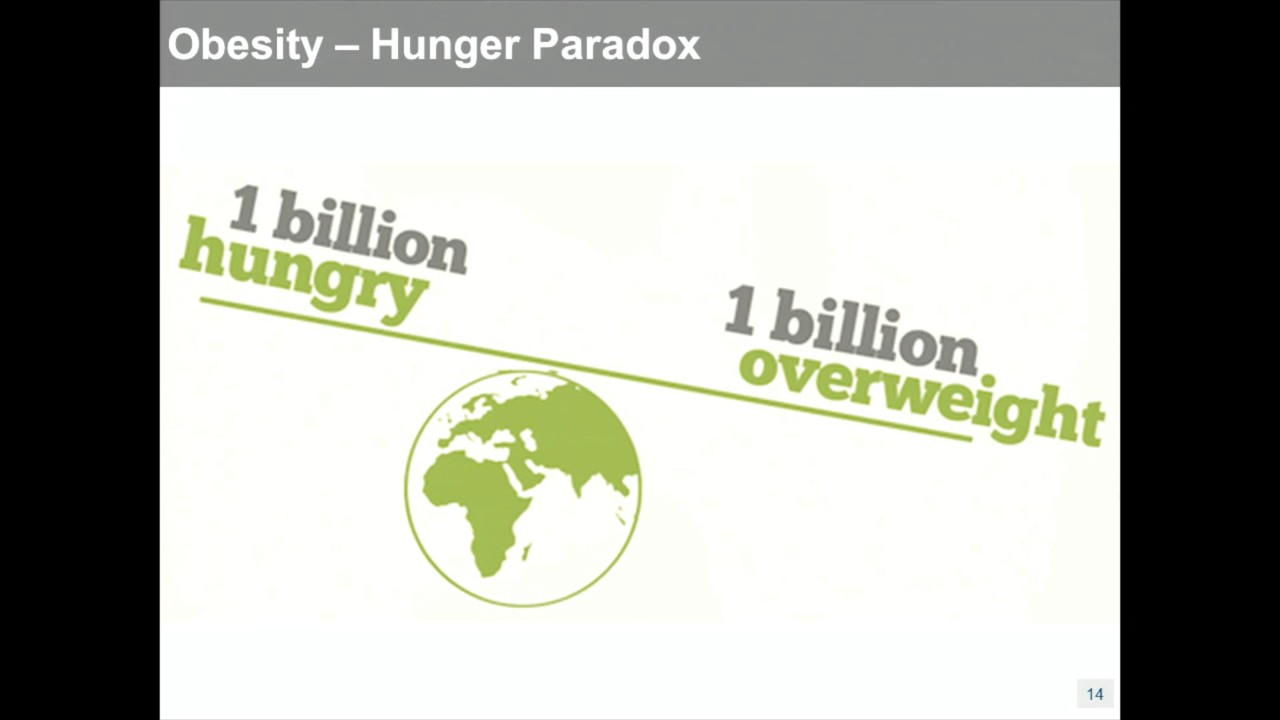 Obesity – Hunger Paradox
1 billion
hungry
1 billion
overweight
14